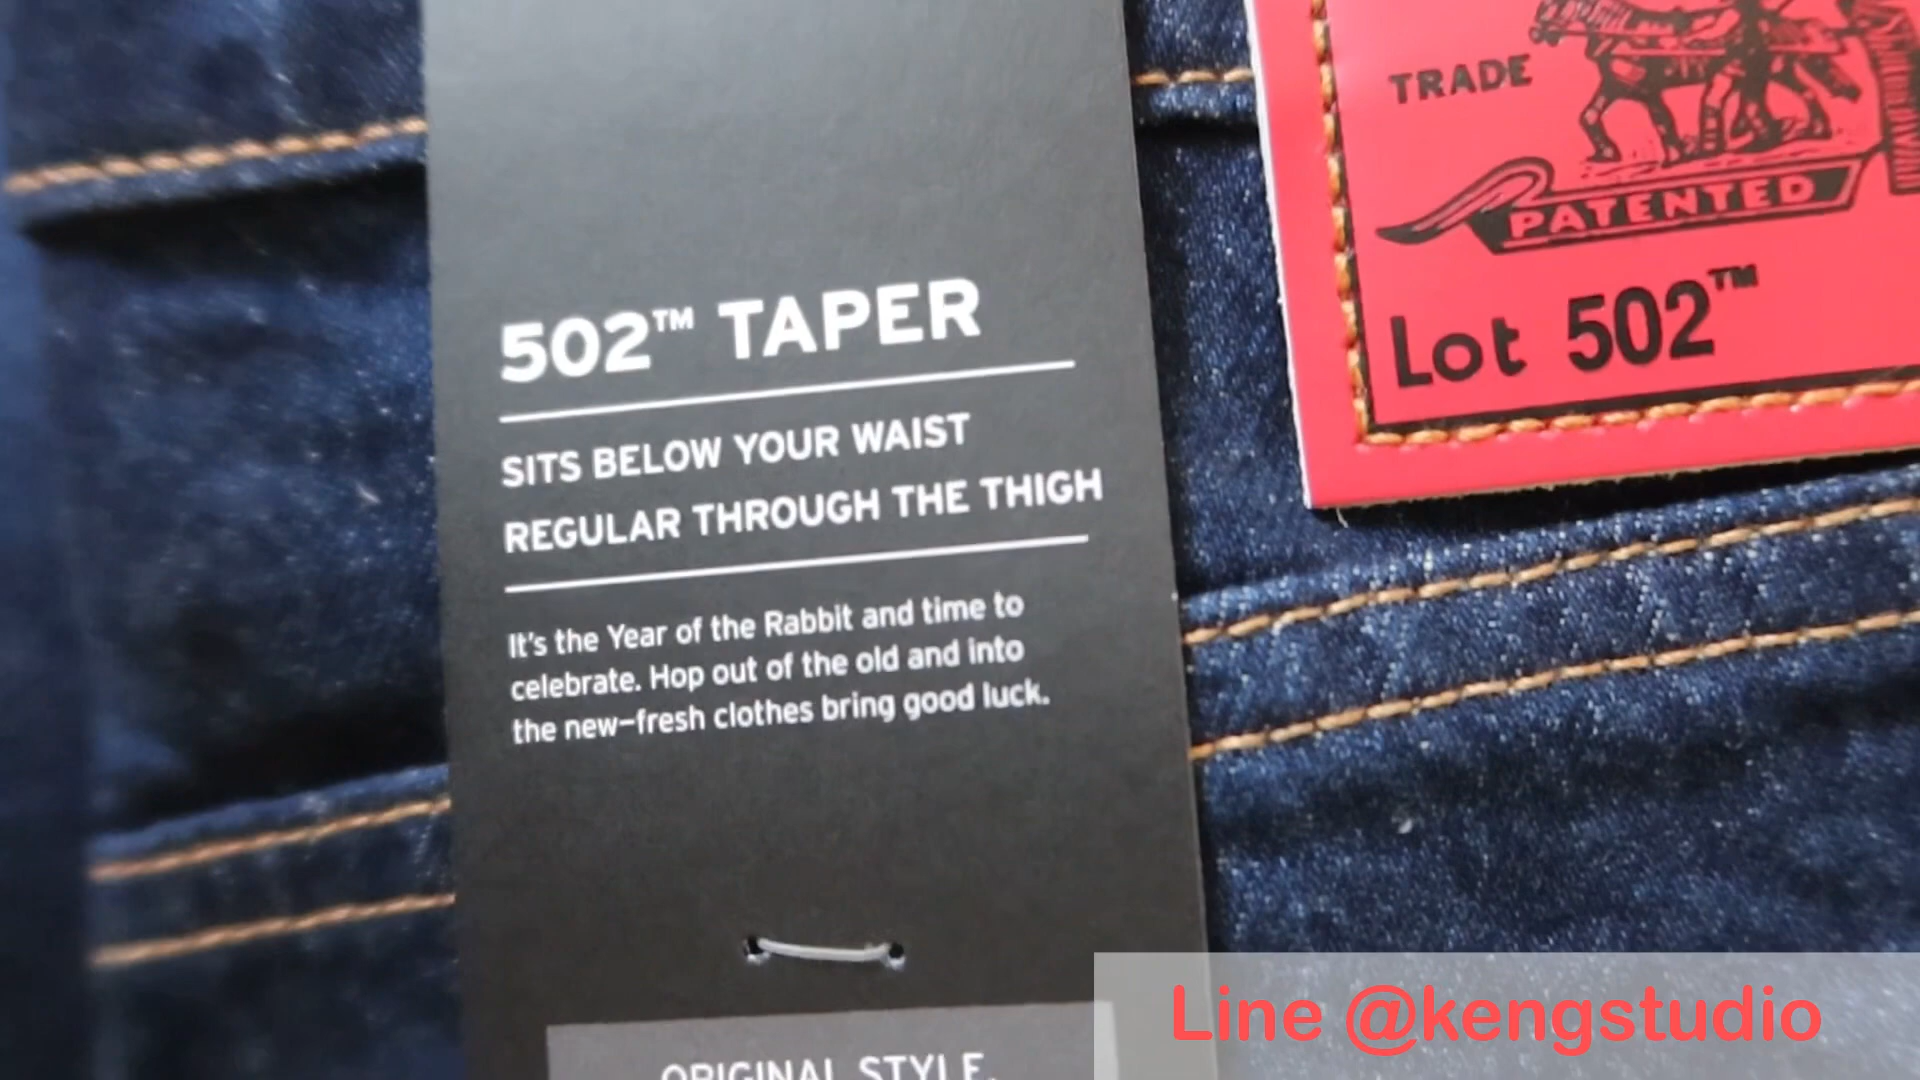 502™ TAPER
SITS BELOW YOUR WAIST
REGULAR THROUGH THE THIGH
It's the Year of the Rabbit and time to
celebrate. Hop out of the old and into
the new–fresh clothes bring good luck.
ORIGINAL STYLE.
TRADE
PATENTED
Lot 502™
Line @kengstudio